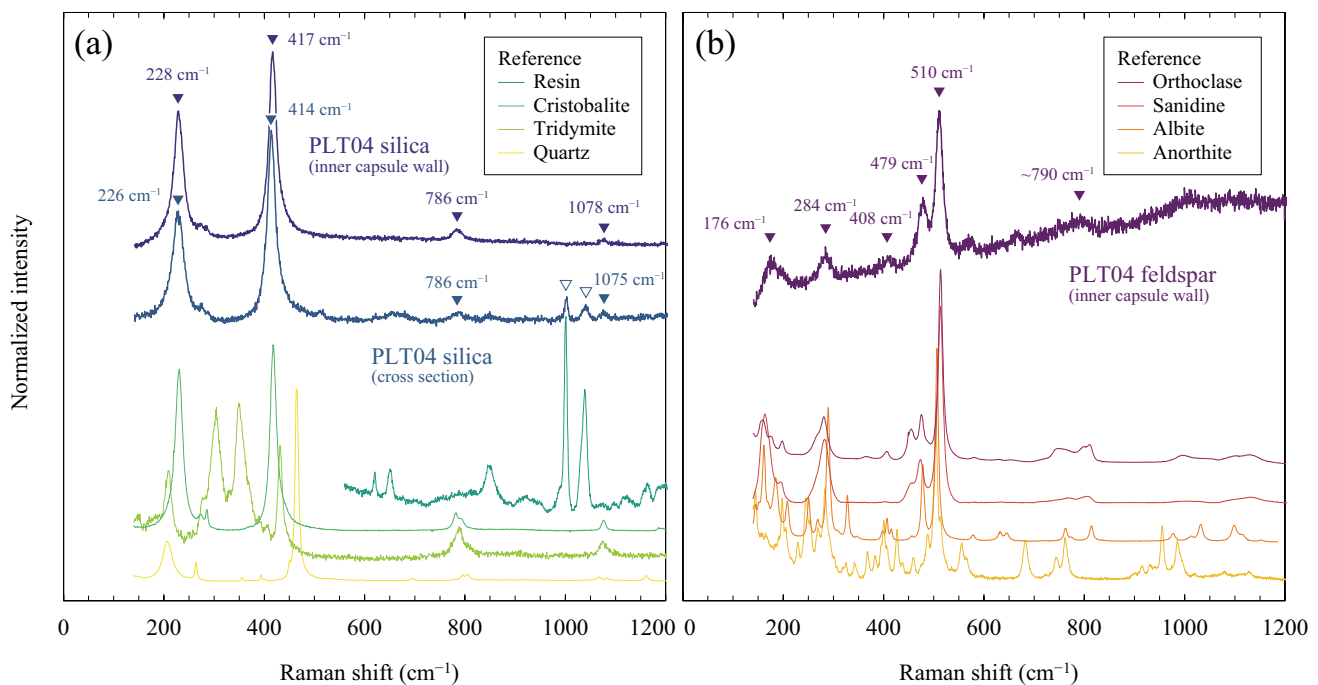 Normalized intensity
(a)
417 cm⁻¹
228 cm⁻¹
414 cm⁻¹
PLT04 silica
(inner capsule wall)
226 cm⁻¹
786 cm⁻¹
1078 cm⁻¹
786 cm⁻¹
1075 cm⁻¹
PLT04 silica
(cross section)
Reference
Resin
Cristobalite
Tridymite
Quartz
0 200 400 600 800 1000 1200
Raman shift (cm⁻¹)
(b)
510 cm⁻¹
479 cm⁻¹
~790 cm⁻¹
176 cm⁻¹
284 cm⁻¹
408 cm⁻¹
PLT04 feldspar
(inner capsule wall)
Reference
Orthoclase
Sanidine
Albite
Anorthite
200 400 600 800 1000 1200
Raman shift (cm⁻¹)